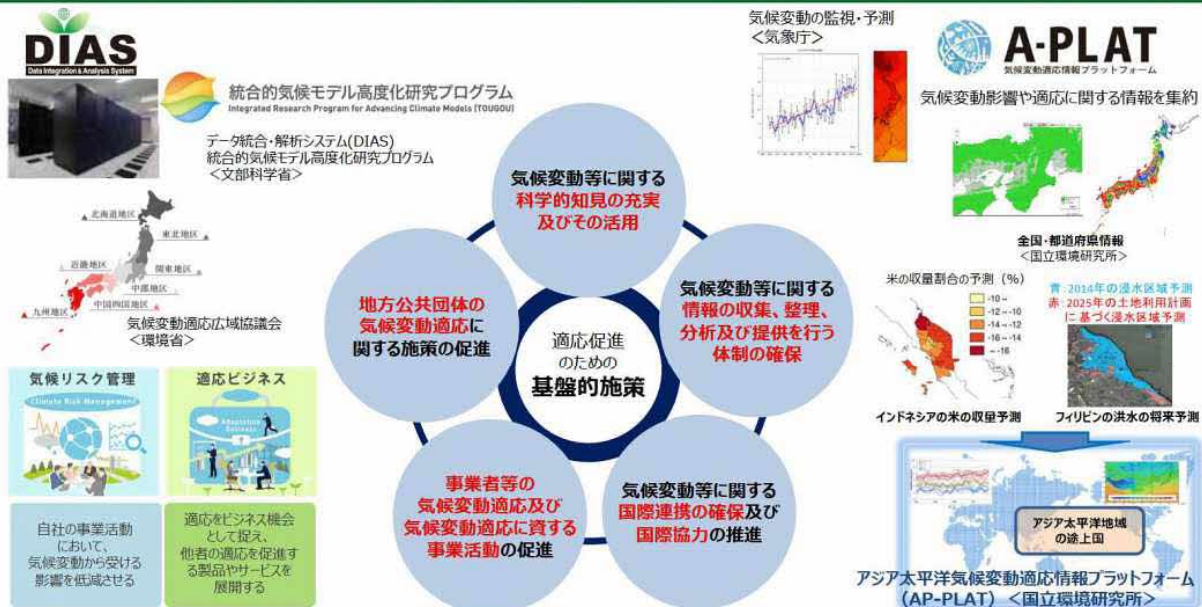 DIAS
Data Integration & Analysis System
統合的気候モデル高度化研究プログラム
Integrated Research Program for Advancing Climate Models (TOUGOU)
データ統合・解析システム(DIAS)
統合的気候モデル高度化研究プログラム
<文部科学省>
気候変動の監視・予測
<気象庁>
A-PLAT
気候変動適応情報プラットフォーム
気候変動影響や適応に関する情報を集約
全国・都道府県情報
<国立環境研究所>
北海道地区
東北地区
近畿地区
関東地区
中部地区
中国四国地区
九州地区
気候変動適応広域協議会
<環境省>
気候変動等に関する
科学的知見の充実
及びその活用
地方公共団体の
気候変動適応に
関する施策の促進
気候変動等に関する
情報の収集、整理、
分析及び提供を行う
体制の確保
適応促進
のための
基盤的施策
事業者等の
気候変動適応及び
気候変動適応に資する
事業活動の促進
気候変動等に関する
国際連携の確保及び
国際協力の推進
米の収量割合の予測(%)
-10 ~
-12 ~ -10
-14 ~ -12
-16 ~ -14
~ -16
インドネシアの米の収量予測
青:2014年の浸水区域予測
赤:2025年の土地利用計画
に基づく浸水区域予測
フィリピンの洪水の将来予測
気候リスク管理
Climate Risk Management
自社の事業活動
において、
気候変動から受ける
影響を低減させる
適応ビジネス
Adaptation
Business
適応をビジネス機会
として捉え、
他者の適応を促進す
る製品やサービスを
展開する
アジア太平洋地域
の途上国
アジア太平洋気候変動適応情報プラットフォーム
(AP-PLAT) <国立環境研究所>